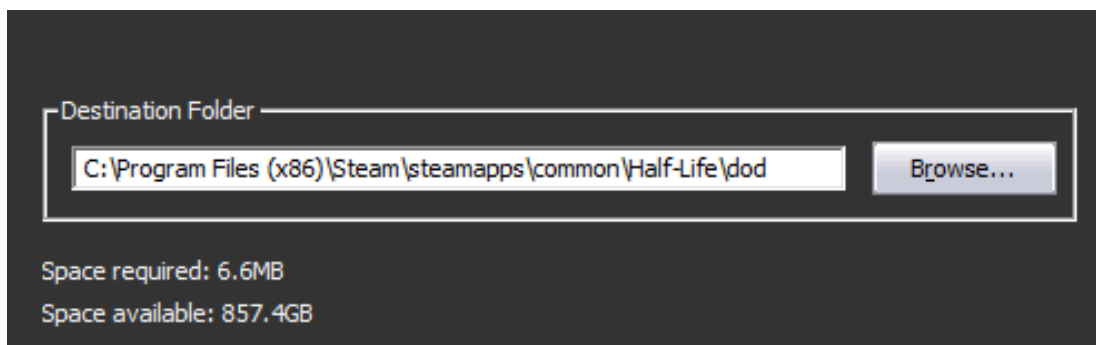 Destination Folder
C:\Program Files (x86)\Steam\steamapps\common\Half-Life\dod
Browse...
Space required: 6.6MB
Space available: 857.4GB